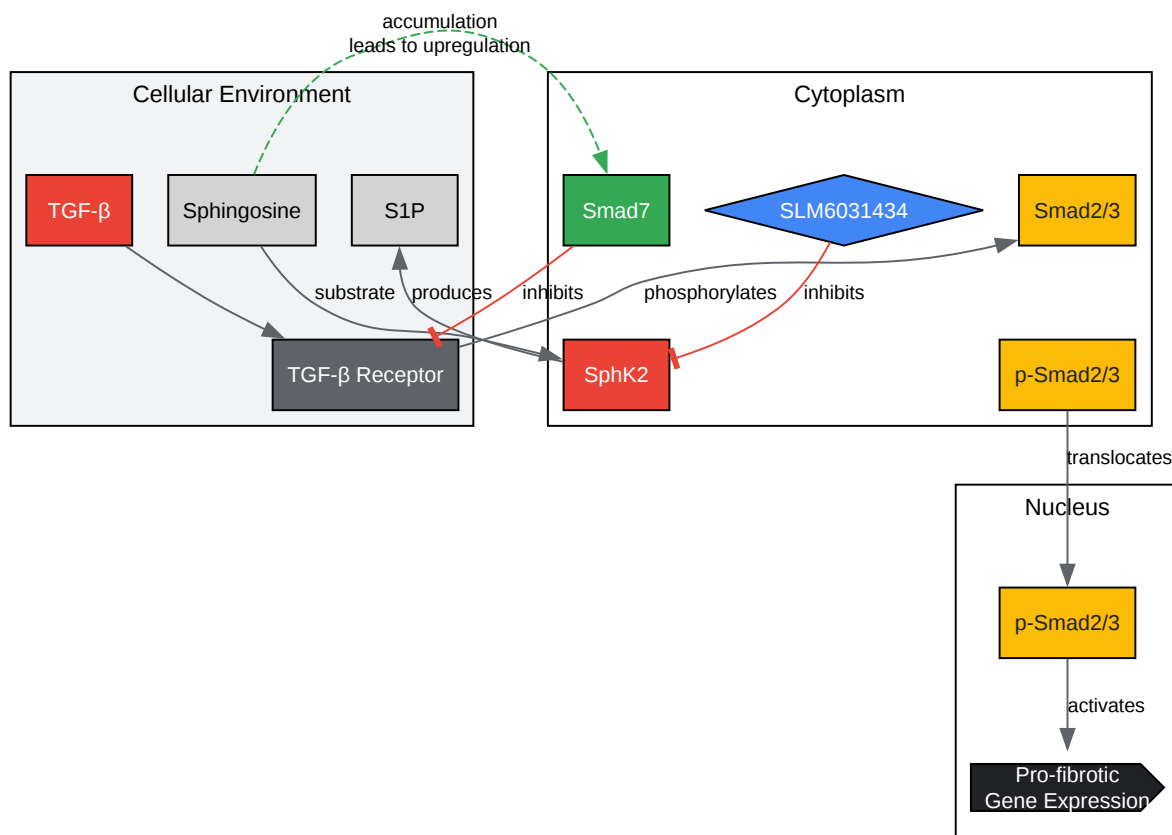 accumulation
leads to upregulation
Cellular Environment
Cytoplasm
TGF-β
Sphingosine
S1P
Smad7
SLM6031434
Smad2/3
substrate
produces
inhibits
phosphorylates
inhibits
TGF-β Receptor
SphK2
p-Smad2/3
translocates
Nucleus
p-Smad2/3
activates
Pro-fibrotic
Gene Expression